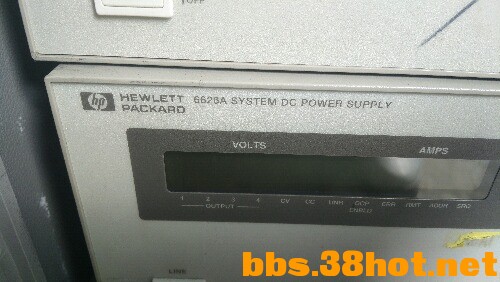 OFF
hp HEWLETT PACKARD 6628A SYSTEM DC POWER SUPPLY
VOLTS AMPS
1 2 3 4 CV CC UNR OCP ENBLD ERR RMT ADDR SRQ
OUTPUT
LINE
bbs.38hot.net